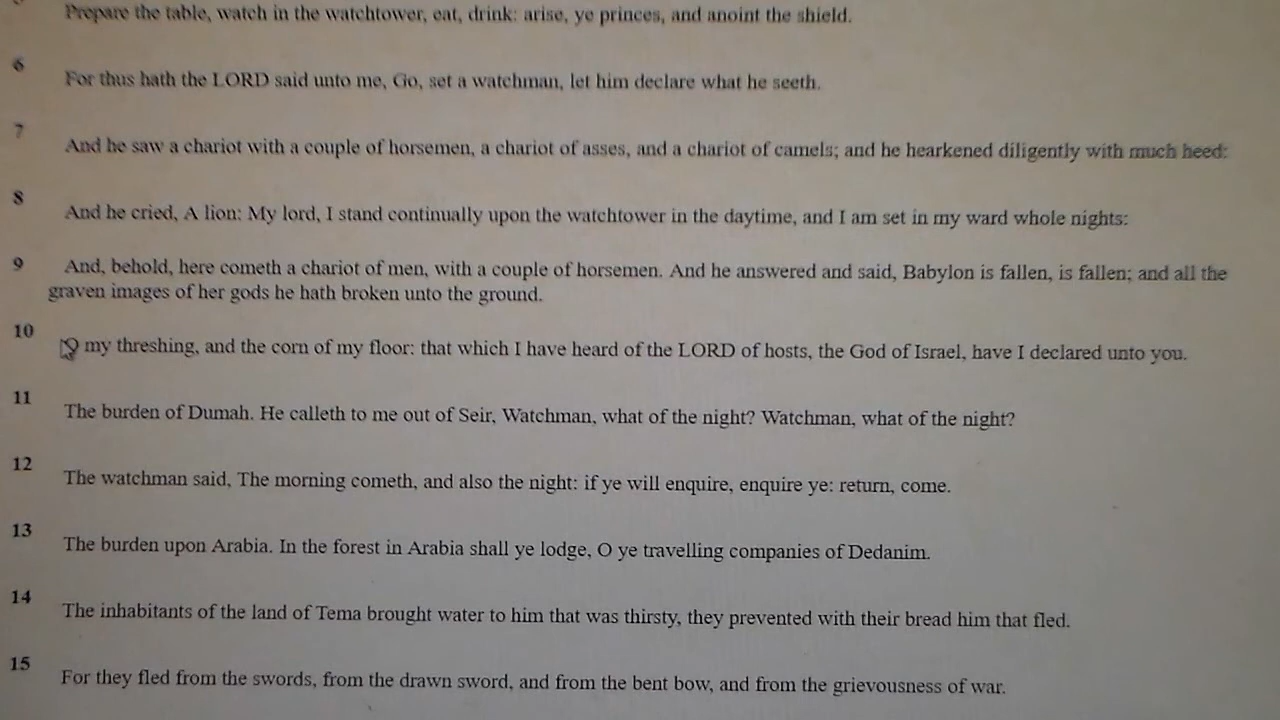 Prepare the table, watch in the watchtower, eat, drink: arise, ye princes, and anoint the shield.
6
For thus hath the LORD said unto me, Go, set a watchman, let him declare what he seeth.
7
And he saw a chariot with a couple of horsemen, a chariot of asses, and a chariot of camels; and he hearkened diligently with much heed:
8
And he cried, A lion: My lord, I stand continually upon the watchtower in the daytime, and I am set in my ward whole nights:
9 And, behold, here cometh a chariot of men, with a couple of horsemen. And he answered and said, Babylon is fallen, is fallen; and all the
graven images of her gods he hath broken unto the ground.
10
O my threshing, and the corn of my floor: that which I have heard of the LORD of hosts, the God of Israel, have I declared unto you.
11
The burden of Dumah. He calleth to me out of Seir, Watchman, what of the night? Watchman, what of the night?
12
The watchman said, The morning cometh, and also the night: if ye will enquire, enquire ye: return, come.
13
The burden upon Arabia. In the forest in Arabia shall ye lodge, O ye travelling companies of Dedanim.
14
The inhabitants of the land of Tema brought water to him that was thirsty, they prevented with their bread him that fled.
15
For they fled from the swords, from the drawn sword, and from the bent bow, and from the grievousness of war.